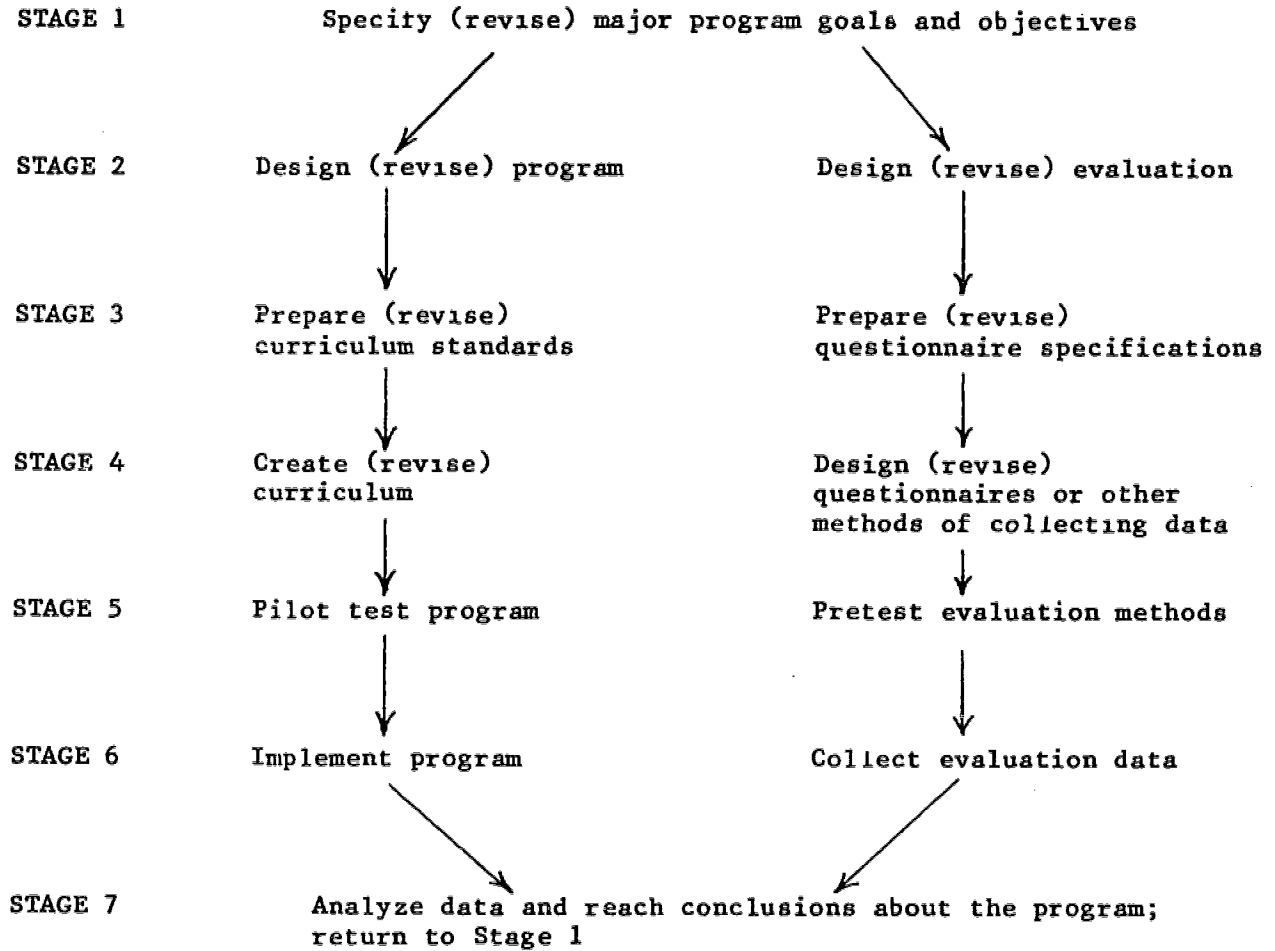 STAGE 1 Specify (revise) major program goals and objectives
STAGE 2 Design (revise) program Design (revise) evaluation
STAGE 3 Prepare (revise) Prepare (revise)
curriculum standards questionnaire specifications
STAGE 4 Create (revise) Design (revise)
curriculum questionnaires or other
methods of collecting data
STAGE 5 Pilot test program Pretest evaluation methods
STAGE 6 Implement program Collect evaluation data
STAGE 7 Analyze data and reach conclusions about the program;
return to Stage 1